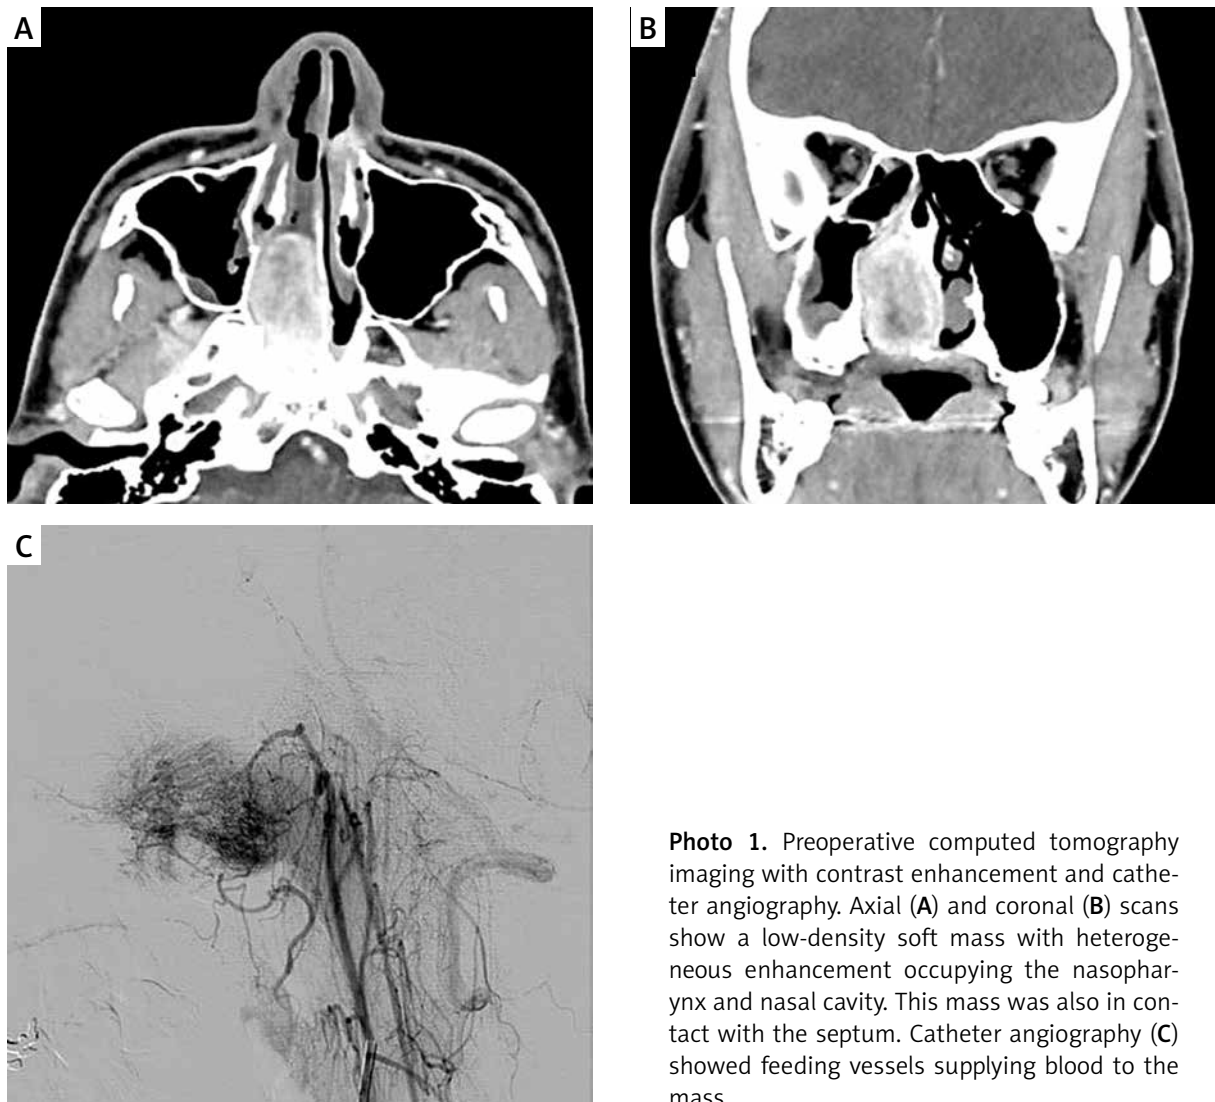 A
B
C
Photo 1. Preoperative computed tomography
imaging with contrast enhancement and cathe-
ter angiography. Axial (A) and coronal (B) scans
show a low-density soft mass with heteroge-
neous enhancement occupying the nasophar-
ynx and nasal cavity. This mass was also in con-
tact with the septum. Catheter angiography (C)
showed feeding vessels supplying blood to the
mass